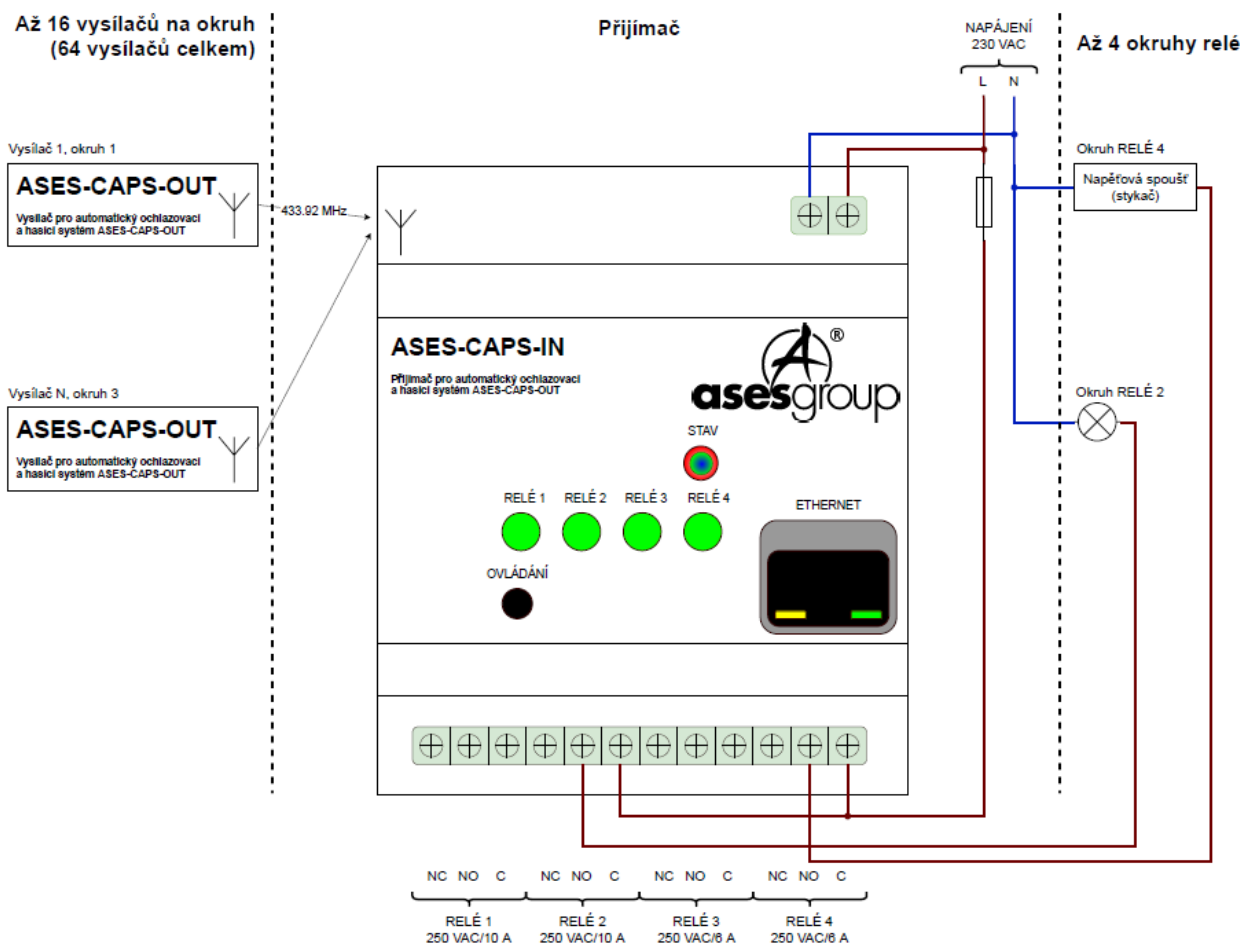 Až 16 vysílačů na okruh
(64 vysílačů celkem)
Přijímač
NAPÁJENÍ
230 VAC
L N
Až 4 okruhy relé
Vysílač 1, okruh 1
ASES-CAPS-OUT
Vysílač pro automatický ochlazovací
a hasicí systém ASES-CAPS-OUT
433.92 MHz
Okruh RELÉ 4
Napěťová spoušť
(stykač)
ASES-CAPS-IN
Přijímač pro automatický ochlazovací
a hasicí systém ASES-CAPS-OUT
A ®
asesgroup
Vysílač N, okruh 3
ASES-CAPS-OUT
Vysílač pro automatický ochlazovací
a hasicí systém ASES-CAPS-OUT
Okruh RELÉ 2
STAV
RELÉ 1 RELÉ 2 RELÉ 3 RELÉ 4
ETHERNET
OVLÁDÁNÍ
NC NO C NC NO C NC NO C NC NO C
RELÉ 1 RELÉ 2 RELÉ 3 RELÉ 4
250 VAC/10 A 250 VAC/10 A 250 VAC/6 A 250 VAC/6 A